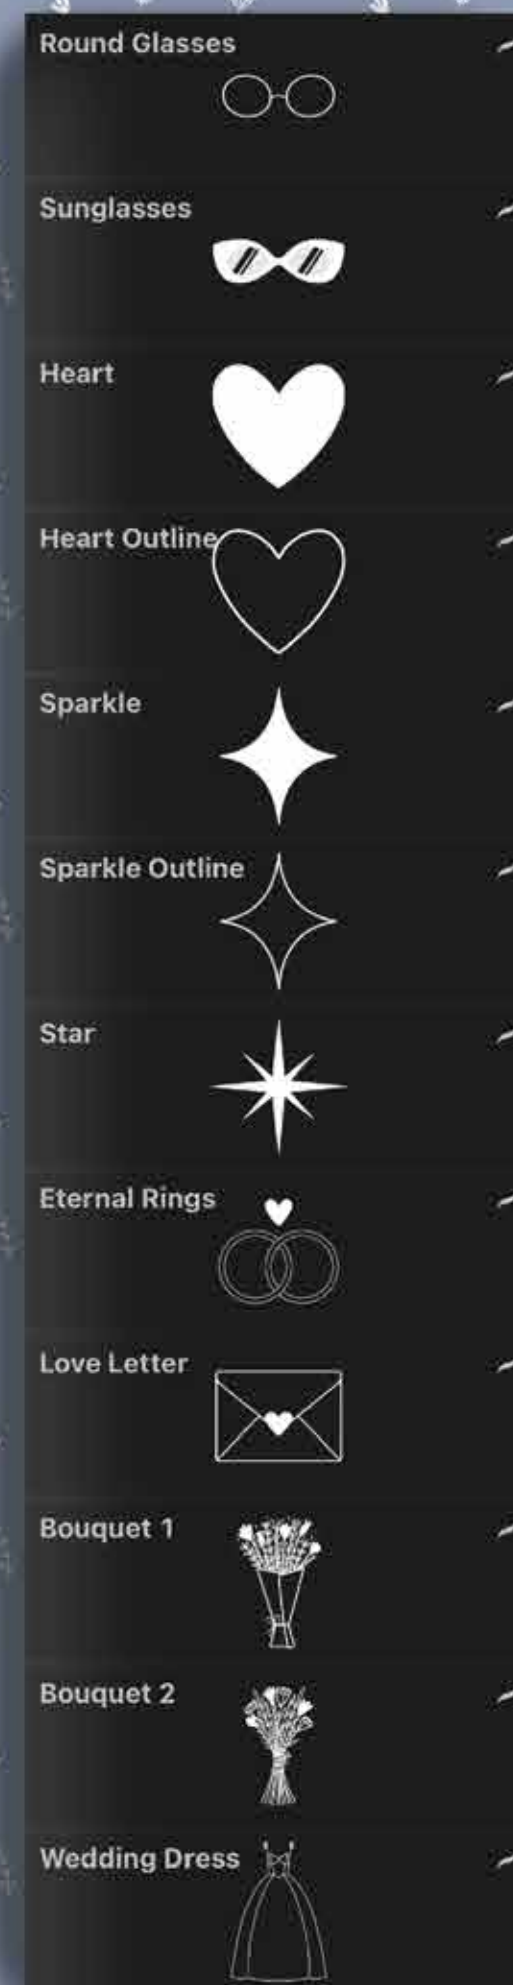 Round Glasses
Sunglasses
Heart
Heart Outline
Sparkle
Sparkle Outline
Star
Eternal Rings
Love Letter
Bouquet 1
Bouquet 2
Wedding Dress